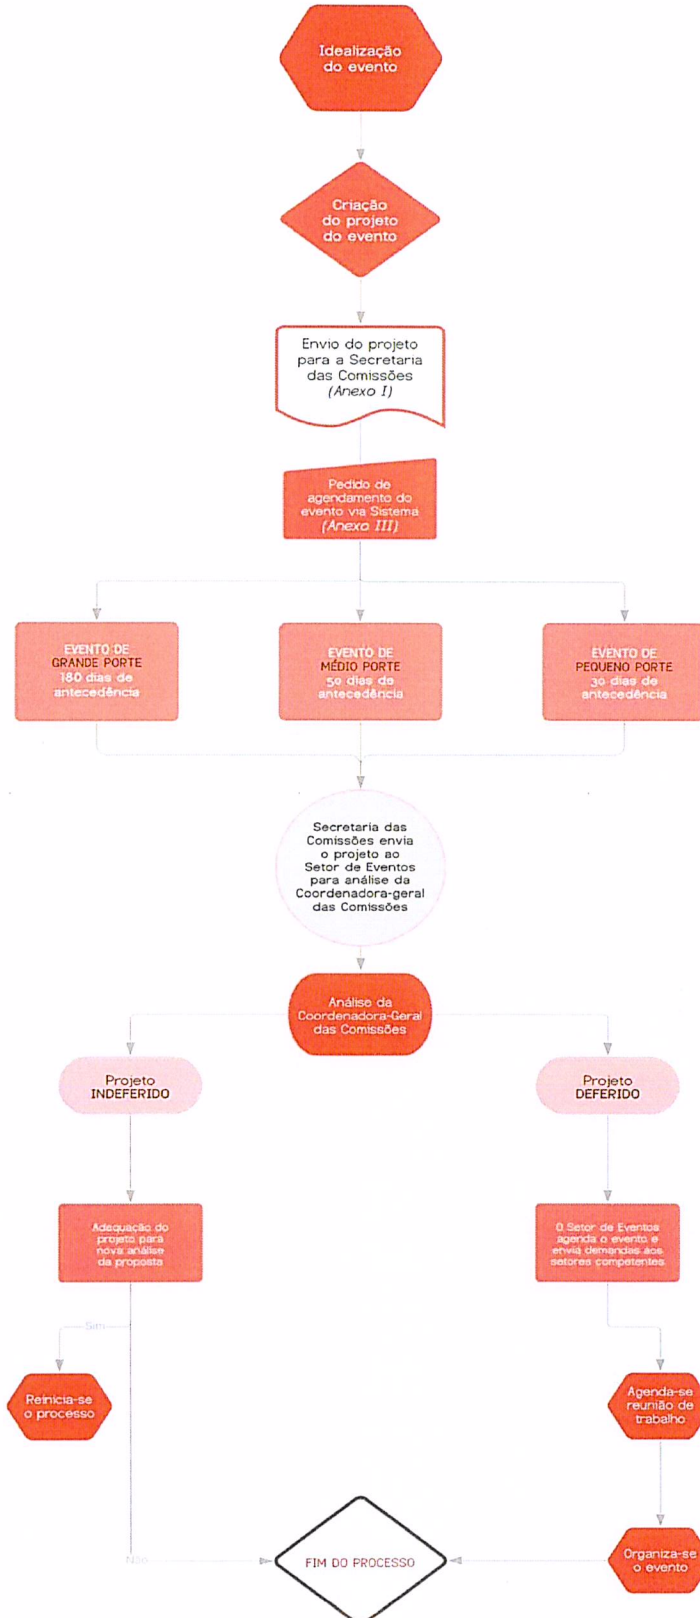 Idealização
do evento
Criação
do projeto
do evento
Envio do projeto
para a Secretaria
das Comissões
(Anexo I)
Pedido de
agendamento do
evento via Sistema
(Anexo III)
EVENTO DE
GRANDE PORTE
180 dias de
antecedência
EVENTO DE
MÉDIO PORTE
50 dias de
antecedência
EVENTO DE
PEQUENO PORTE
30 dias de
antecedência
Secretaria das
Comissões envia
o projeto ao
Setor de Eventos
para análise da
Coordenadora-geral
das Comissões
Análise da
Coordenadora-Geral
das Comissões
Projeto
INDEFERIDO
Projeto
DEFERIDO
Adequação do
projeto para
nova análise
da proposta
O Setor de Eventos
agenda o evento e
envia demandas aos
setores competentes
Sim
Reinicia-se
o processo
Agenda-se
reunião de
trabalho
Não
FIM DO PROCESSO
Organiza-se
o evento